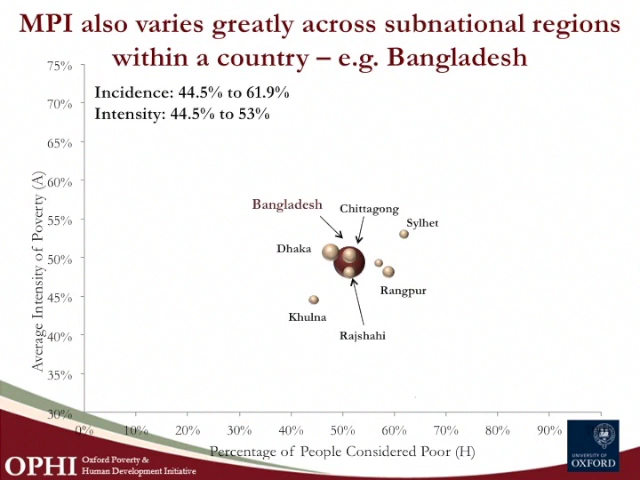 MPI also varies greatly across subnational regions
within a country – e.g. Bangladesh
75%
Incidence: 44.5% to 61.9%
Intensity: 44.5% to 53%
70%
65%
60%
55%
50%
45%
40%
35%
30%
Average Intensity of Poverty (A)
Bangladesh
Chittagong
Sylhet
Dhaka
Rangpur
Khulna
Rajshahi
0%
10%
20%
30%
40%
50%
60%
70%
80%
90%
Percentage of People Considered Poor (H)
OPHI
Oxford Poverty &
Human Development Initiative
UNIVERSITY OF
OXFORD